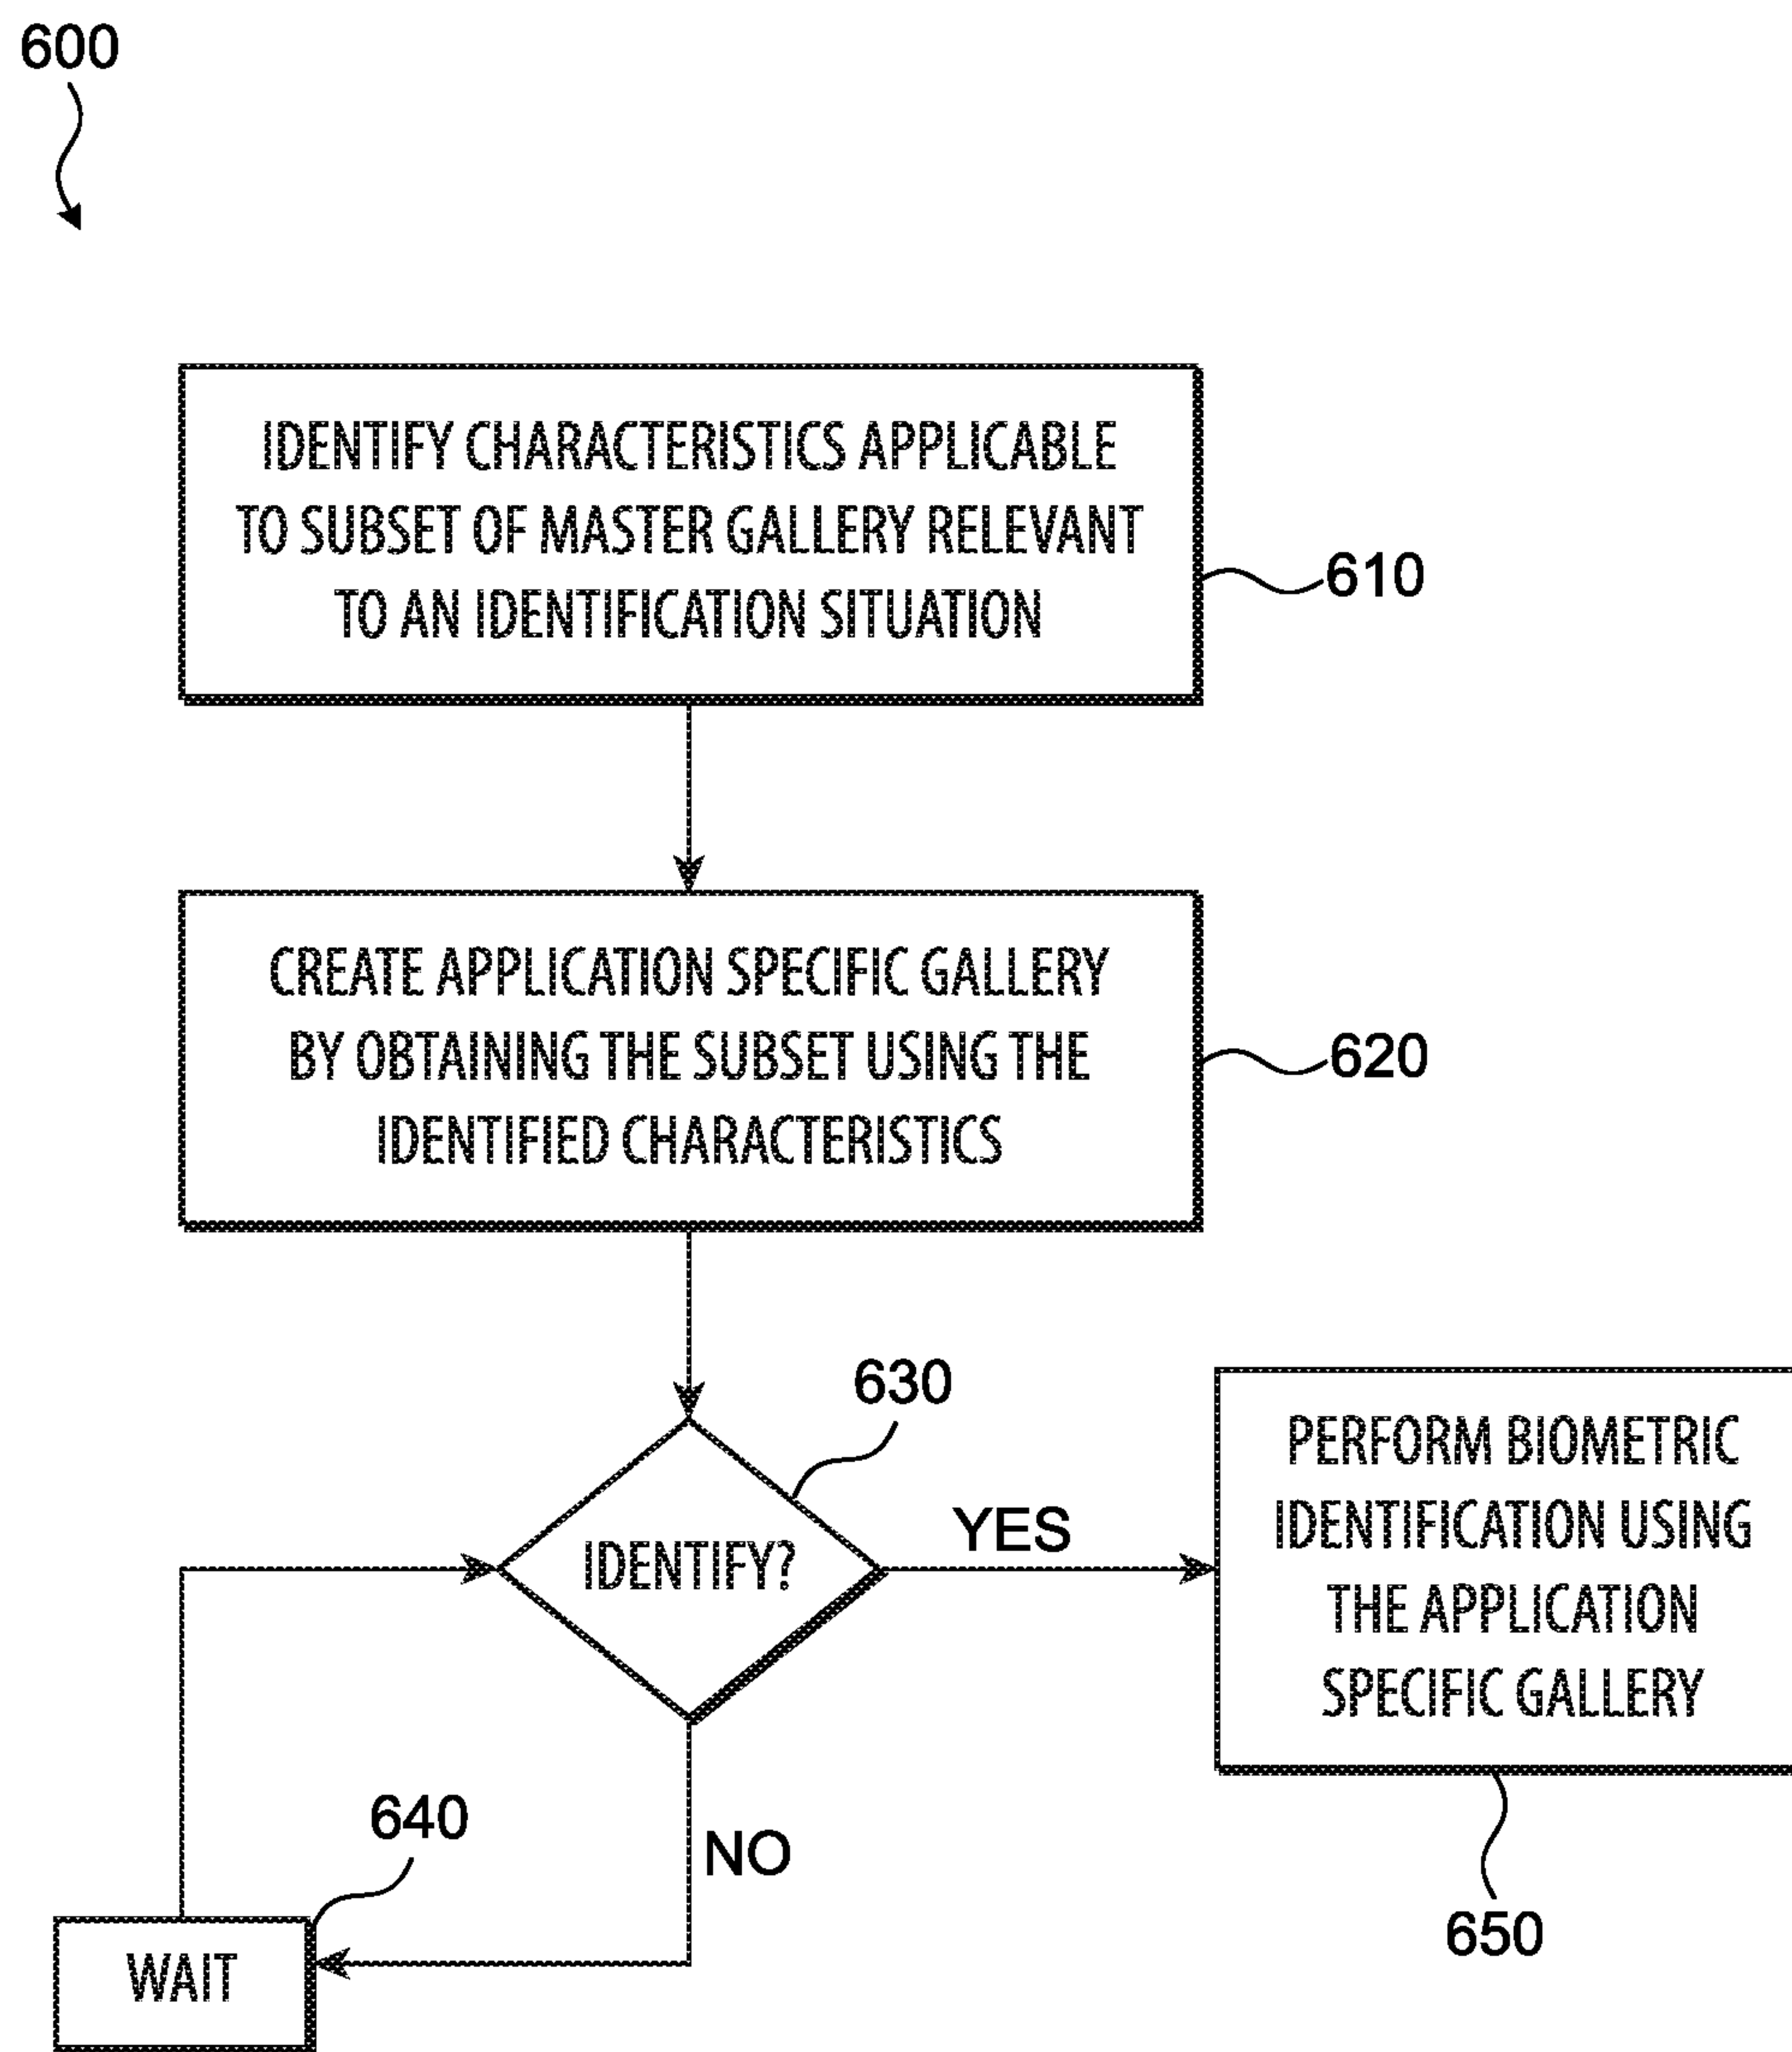 600
IDENTIFY CHARACTERISTICS APPLICABLE
TO SUBSET OF MASTER GALLERY RELEVANT
TO AN IDENTIFICATION SITUATION
610
CREATE APPLICATION SPECIFIC GALLERY
BY OBTAINING THE SUBSET USING THE
IDENTIFIED CHARACTERISTICS
620
630
IDENTIFY?
YES
PERFORM BIOMETRIC
IDENTIFICATION USING
THE APPLICATION
SPECIFIC GALLERY
640
NO
WAIT
650